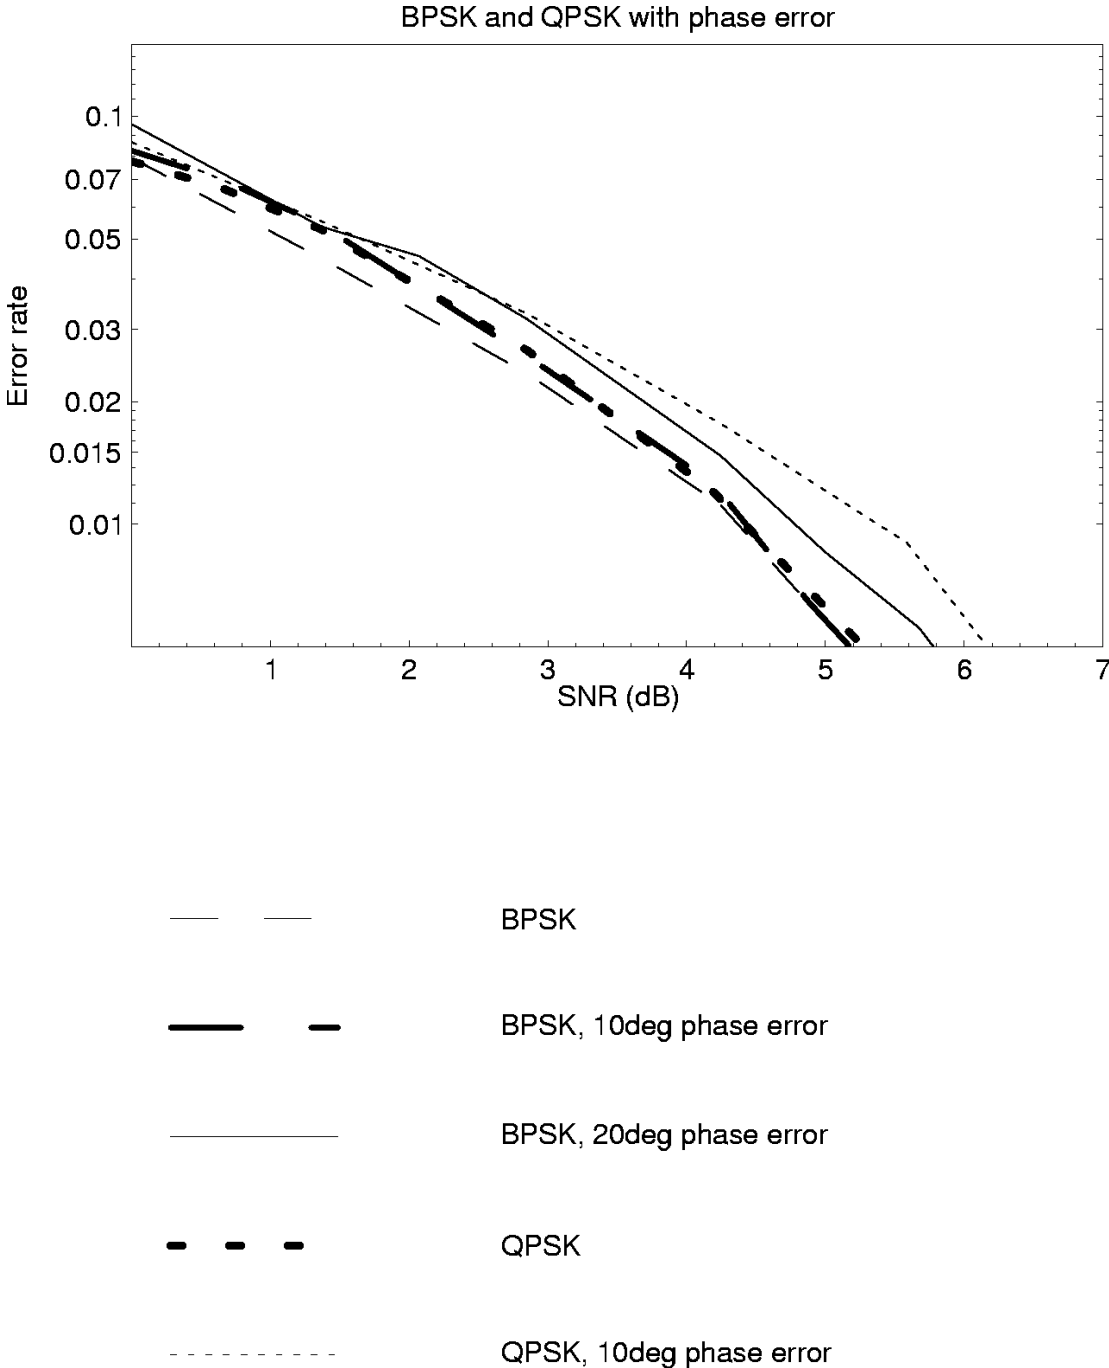 BPSK and QPSK with phase error
0.1
0.07
0.05
0.03
0.02
0.015
0.01
Error rate
1 2 3 4 5 6 7
SNR (dB)
BPSK
BPSK, 10deg phase error
BPSK, 20deg phase error
QPSK
QPSK, 10deg phase error